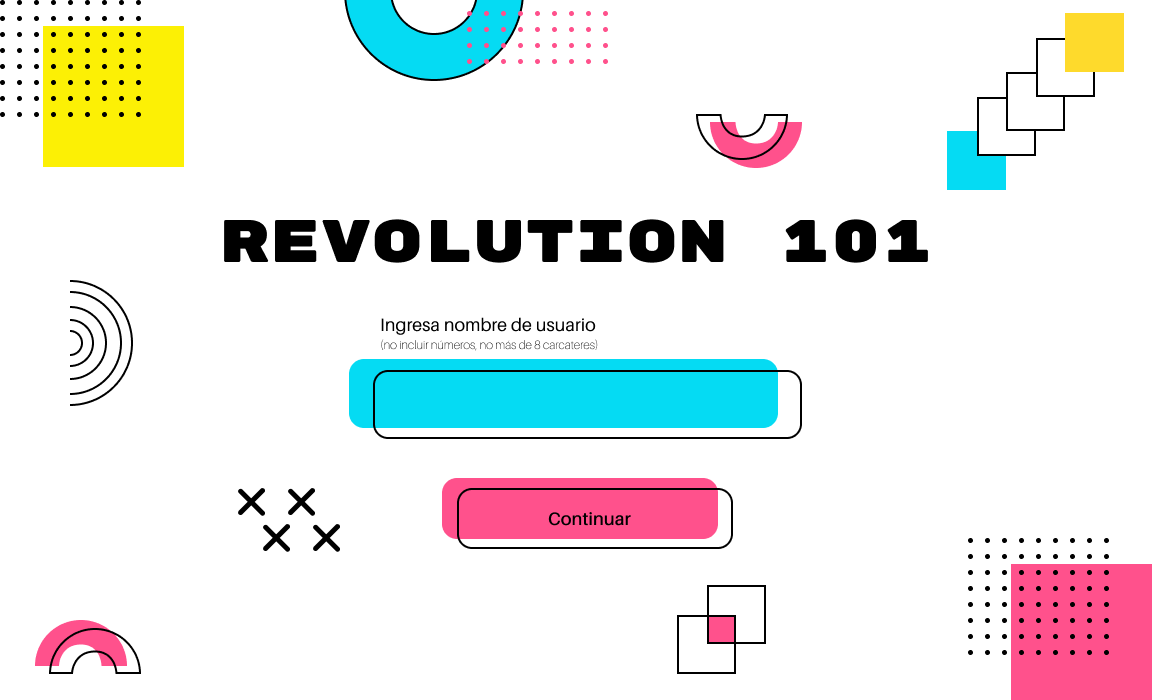 REVOLUTION 101
Ingresa nombre de usuario
(no incluir números, no más de 8 carcateres)
Continuar